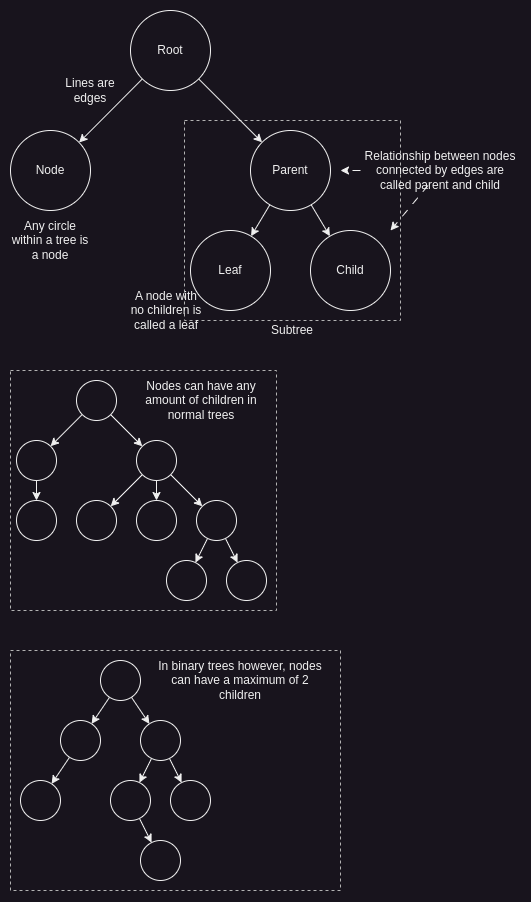 Root
Lines are
edges
Node
Parent
Relationship between nodes
connected by edges are
called parent and child
Any circle
within a tree is
a node
Leaf
Child
A node with
no children is
called a leaf
Subtree
Nodes can have any
amount of children in
normal trees
In binary trees however, nodes
can have a maximum of 2
children